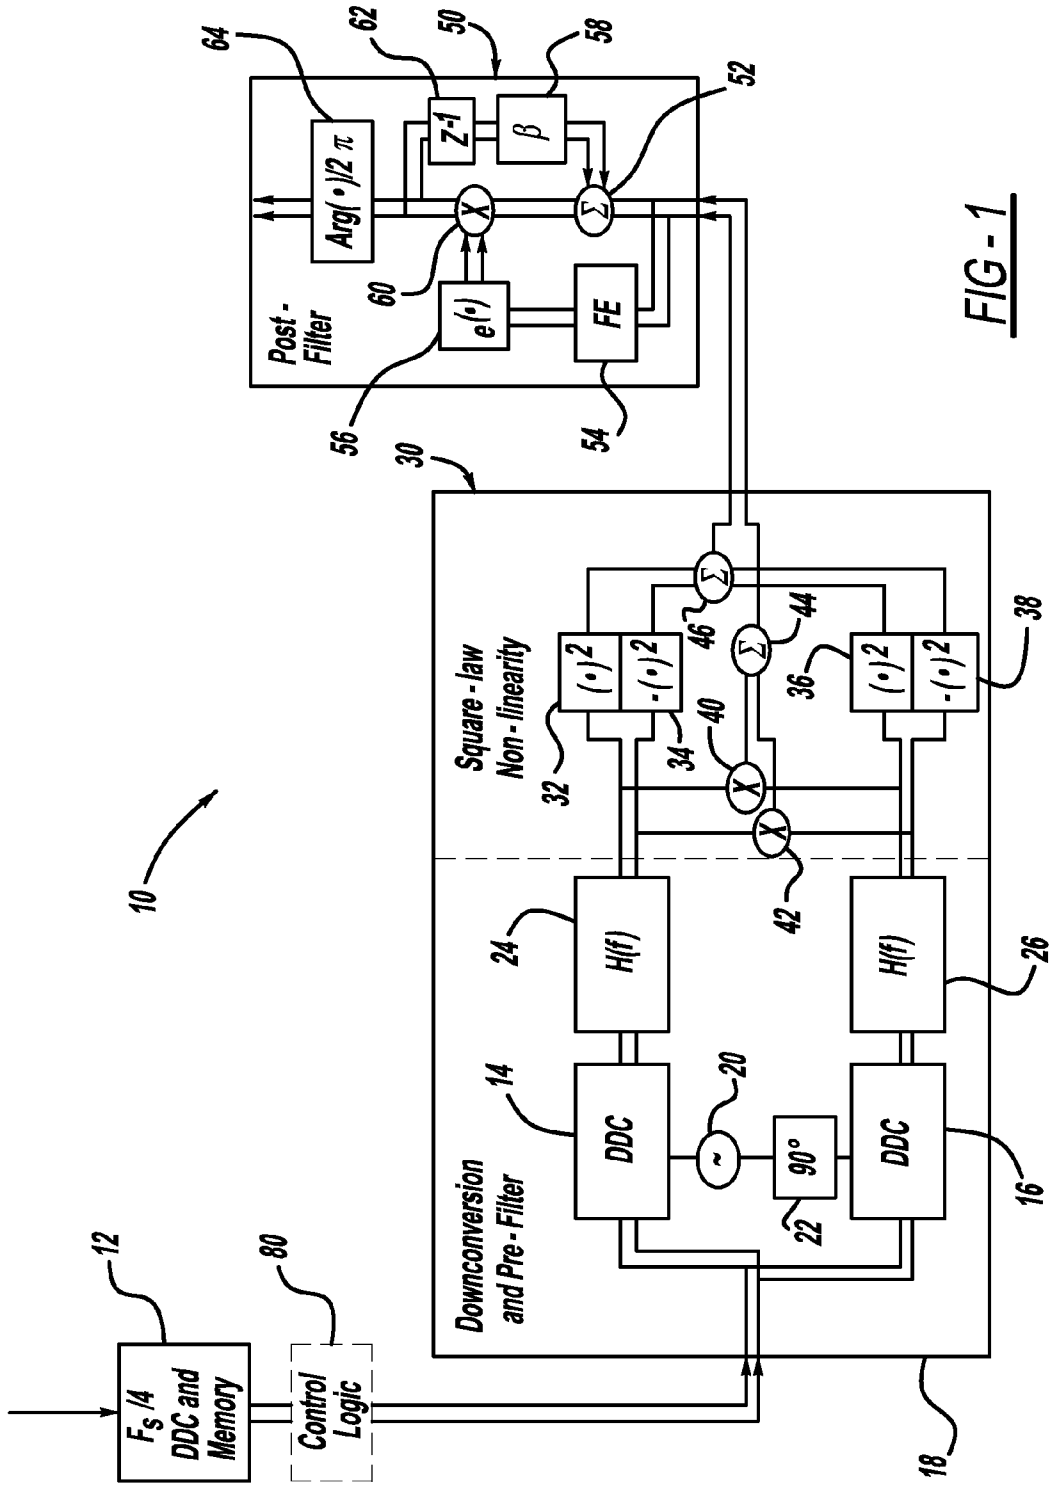 10
12
F_s /4
DDC and
Memory
80
Control
Logic
18
Downconversion
and Pre - Filter
14
DDC
20
~
22
90°
16
DDC
24
H(f)
26
H(f)
30
Square - law
Non - linearity
32
(•)²
34
-(•)²
36
(•)²
38
-(•)²
40
X
42
X
44
Σ
46
Σ
50
Post -
Filter
52
Σ
54
FE
56
e(•)
58
β
60
X
62
Z-1
64
Arg(•)/2 π
FIG - 1